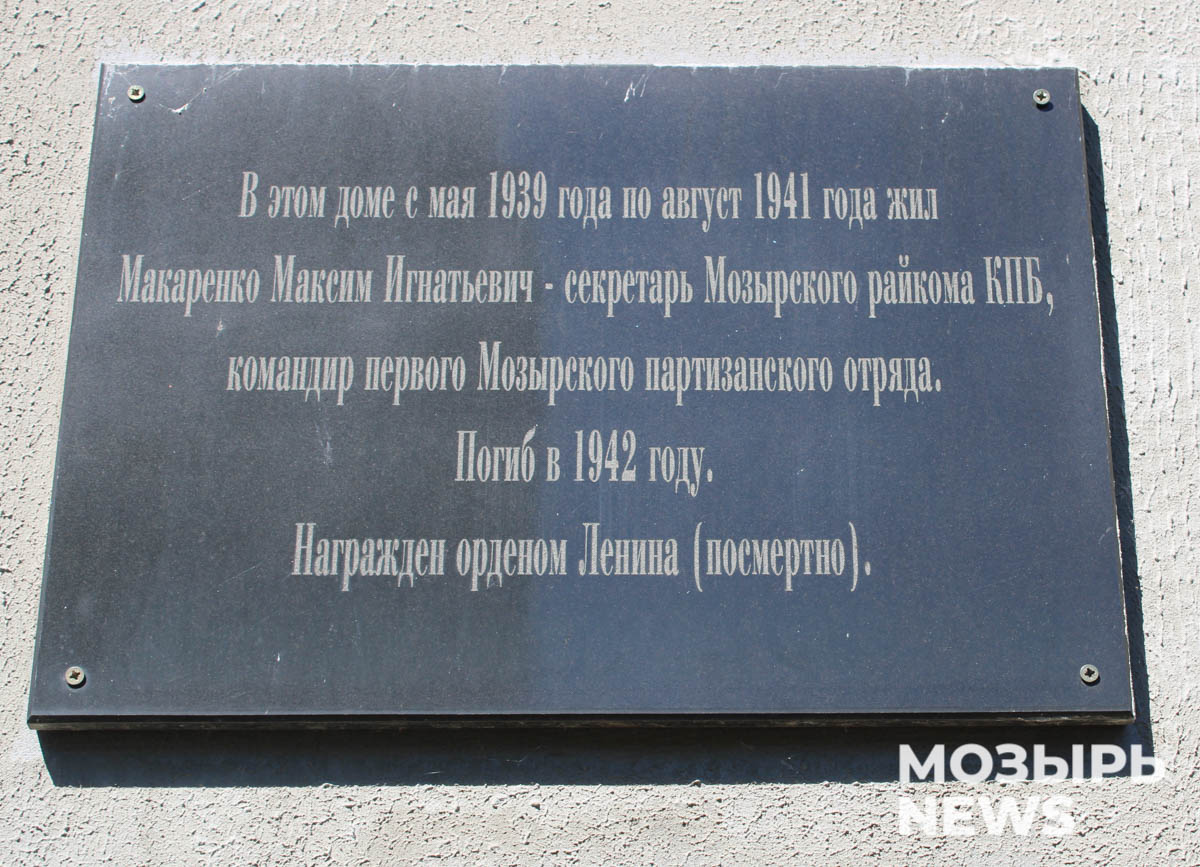 В этом доме с мая 1939 года по август 1941 года жил
Макаренко Максим Игнатьевич - секретарь Мозырского райкома КПБ,
командир первого Мозырского партизанского отряда.
Погиб в 1942 году.
Награжден орденом Ленина (посмертно).
МОЗЫРЬ
NEWS